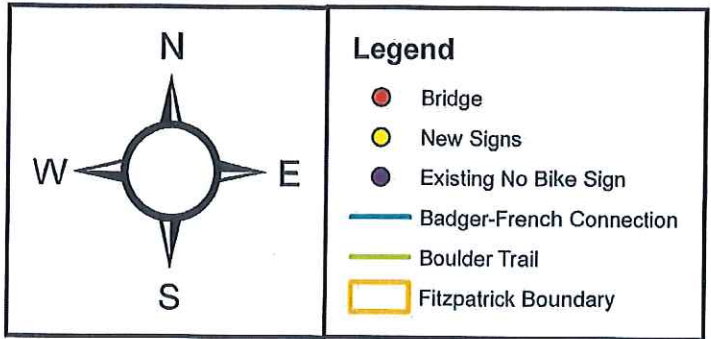 N
W E
S
Legend
Bridge
New Signs
Existing No Bike Sign
Badger-French Connection
Boulder Trail
Fitzpatrick Boundary